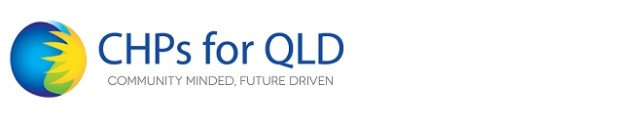 CHPs for QLD
COMMUNITY MINDED, FUTURE DRIVEN